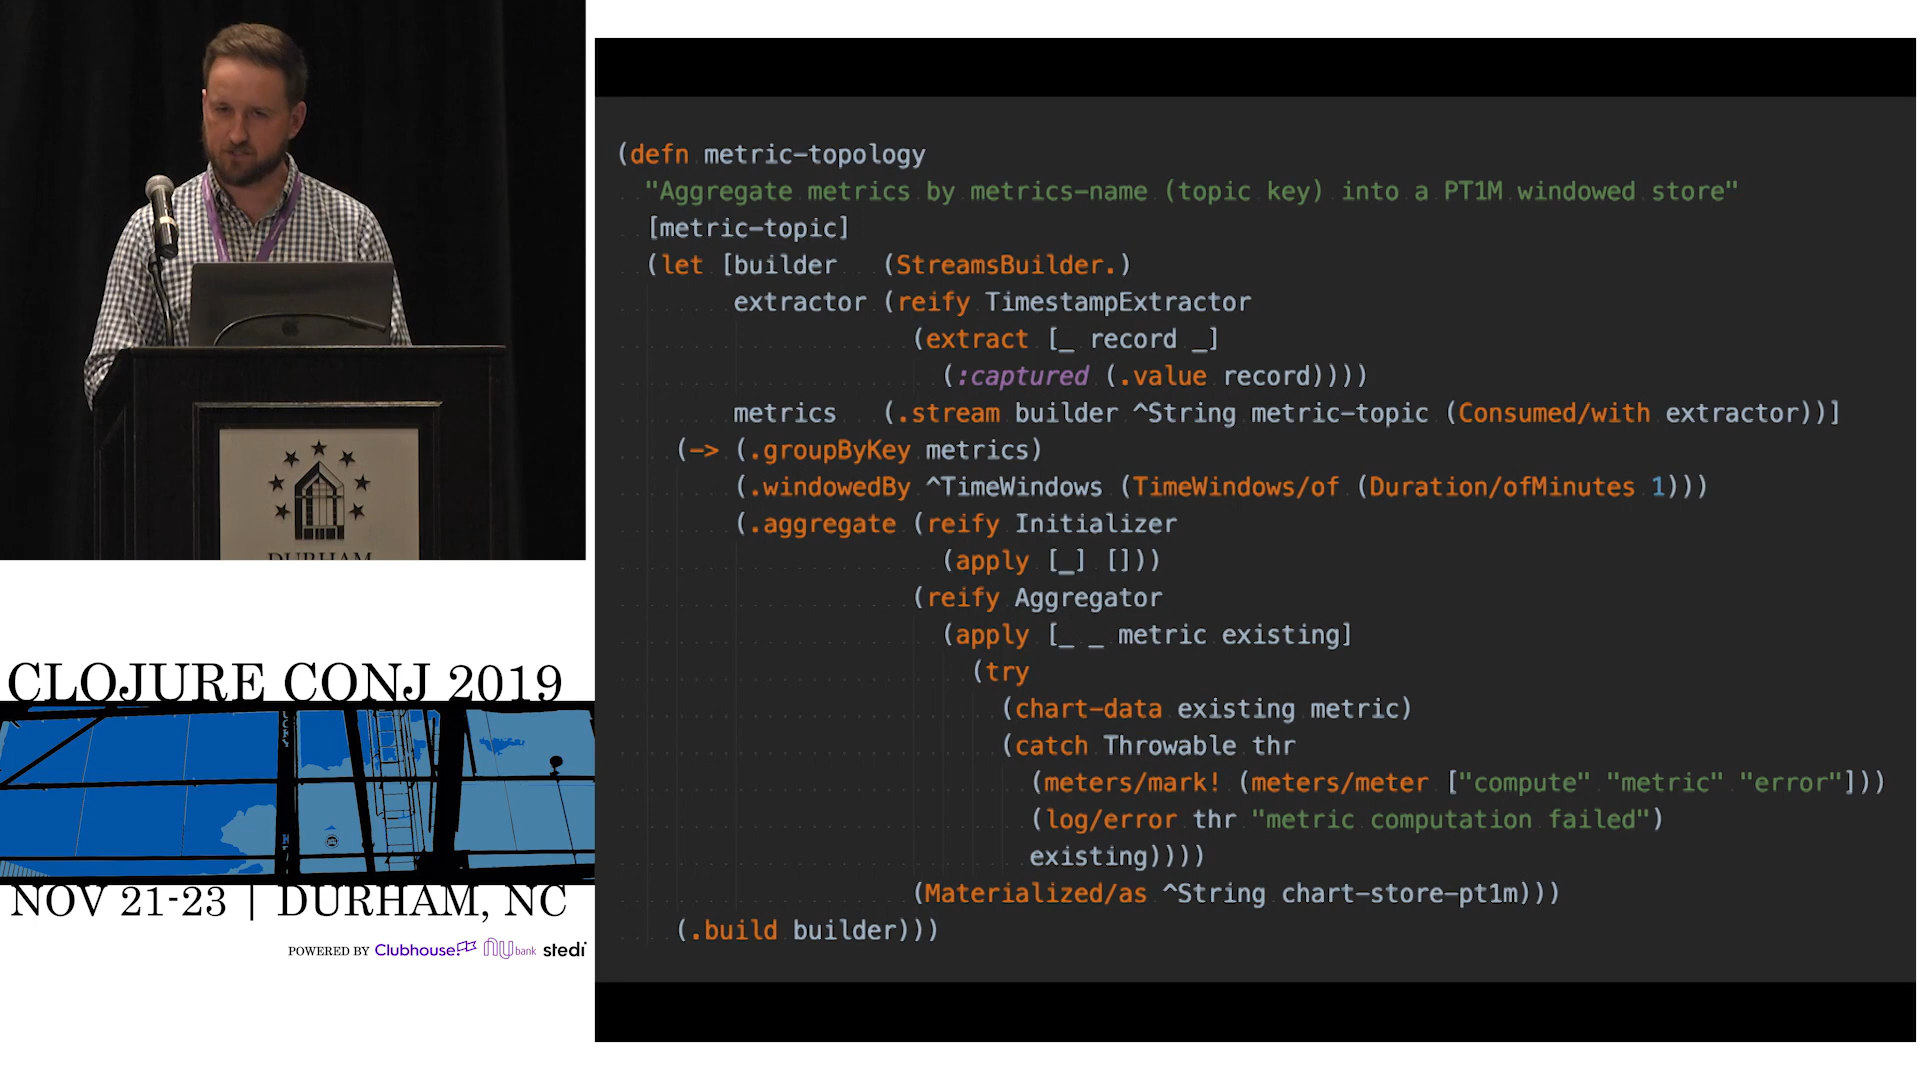 DURHAM
CLOJURE CONJ 2019
NOV 21-23 | DURHAM, NC
POWERED BY Clubhouse nu bank stedi
(defn metric-topology
"Aggregate metrics by metrics-name (topic key) into a PT1M windowed store"
[metric-topic]
(let [builder (StreamsBuilder.)
extractor (reify TimestampExtractor
(extract [_ record _]
(:captured (.value record))))
metrics (.stream builder ^String metric-topic (Consumed/with extractor))]
(-> (.groupByKey metrics)
(.windowedBy ^TimeWindows (TimeWindows/of (Duration/ofMinutes 1)))
(.aggregate (reify Initializer
(apply [_] []))
(reify Aggregator
(apply [_ _ metric existing]
(try
(chart-data existing metric)
(catch Throwable thr
(meters/mark! (meters/meter ["compute" "metric" "error"]))
(log/error thr "metric computation failed")
existing))))
(Materialized/as ^String chart-store-pt1m)))
(.build builder)))